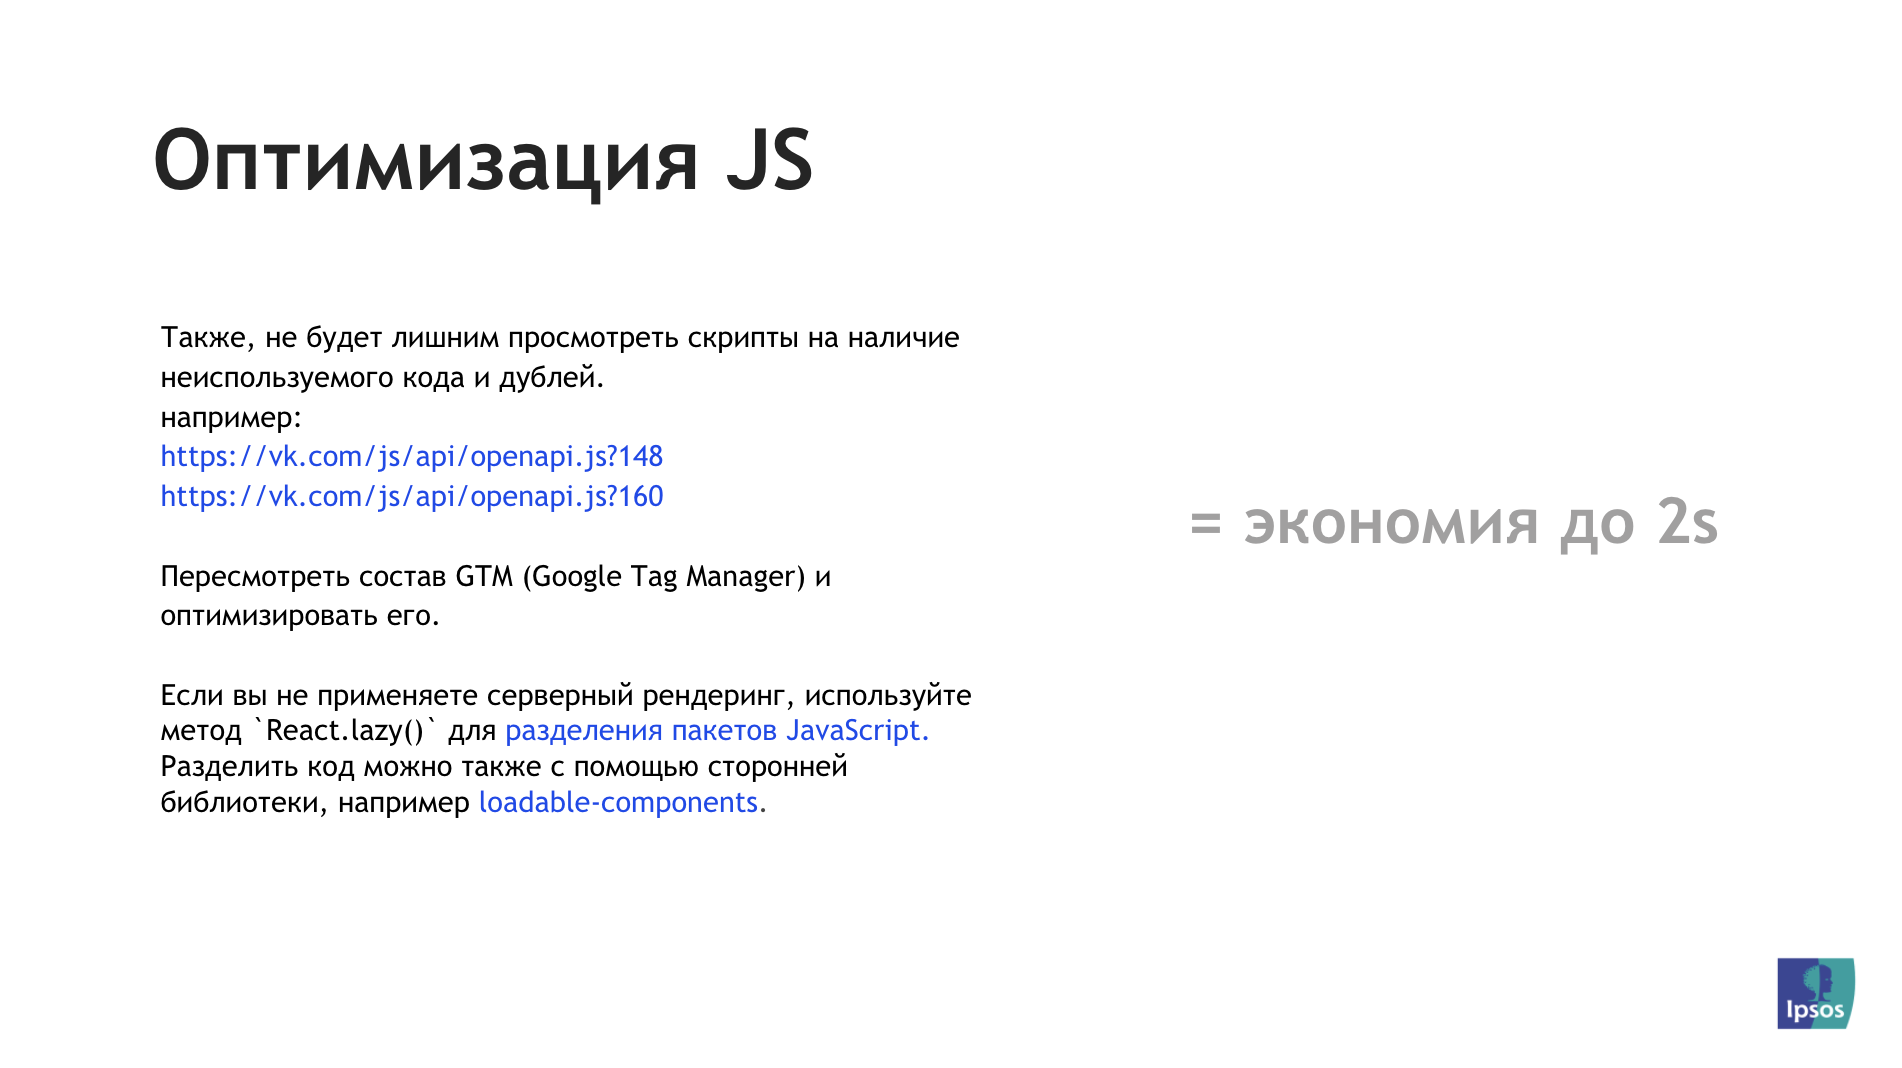 Оптимизация JS
Также, не будет лишним просмотреть скрипты на наличие
неиспользуемого кода и дублей.
например:
https://vk.com/js/api/openapi.js?148
https://vk.com/js/api/openapi.js?160
Пересмотреть состав GTM (Google Tag Manager) и
оптимизировать его.
Если вы не применяете серверный рендеринг, используйте
метод `React.lazy()` для разделения пакетов JavaScript.
Разделить код можно также с помощью сторонней
библиотеки, например loadable-components.
= экономия до 2s
Ipsos